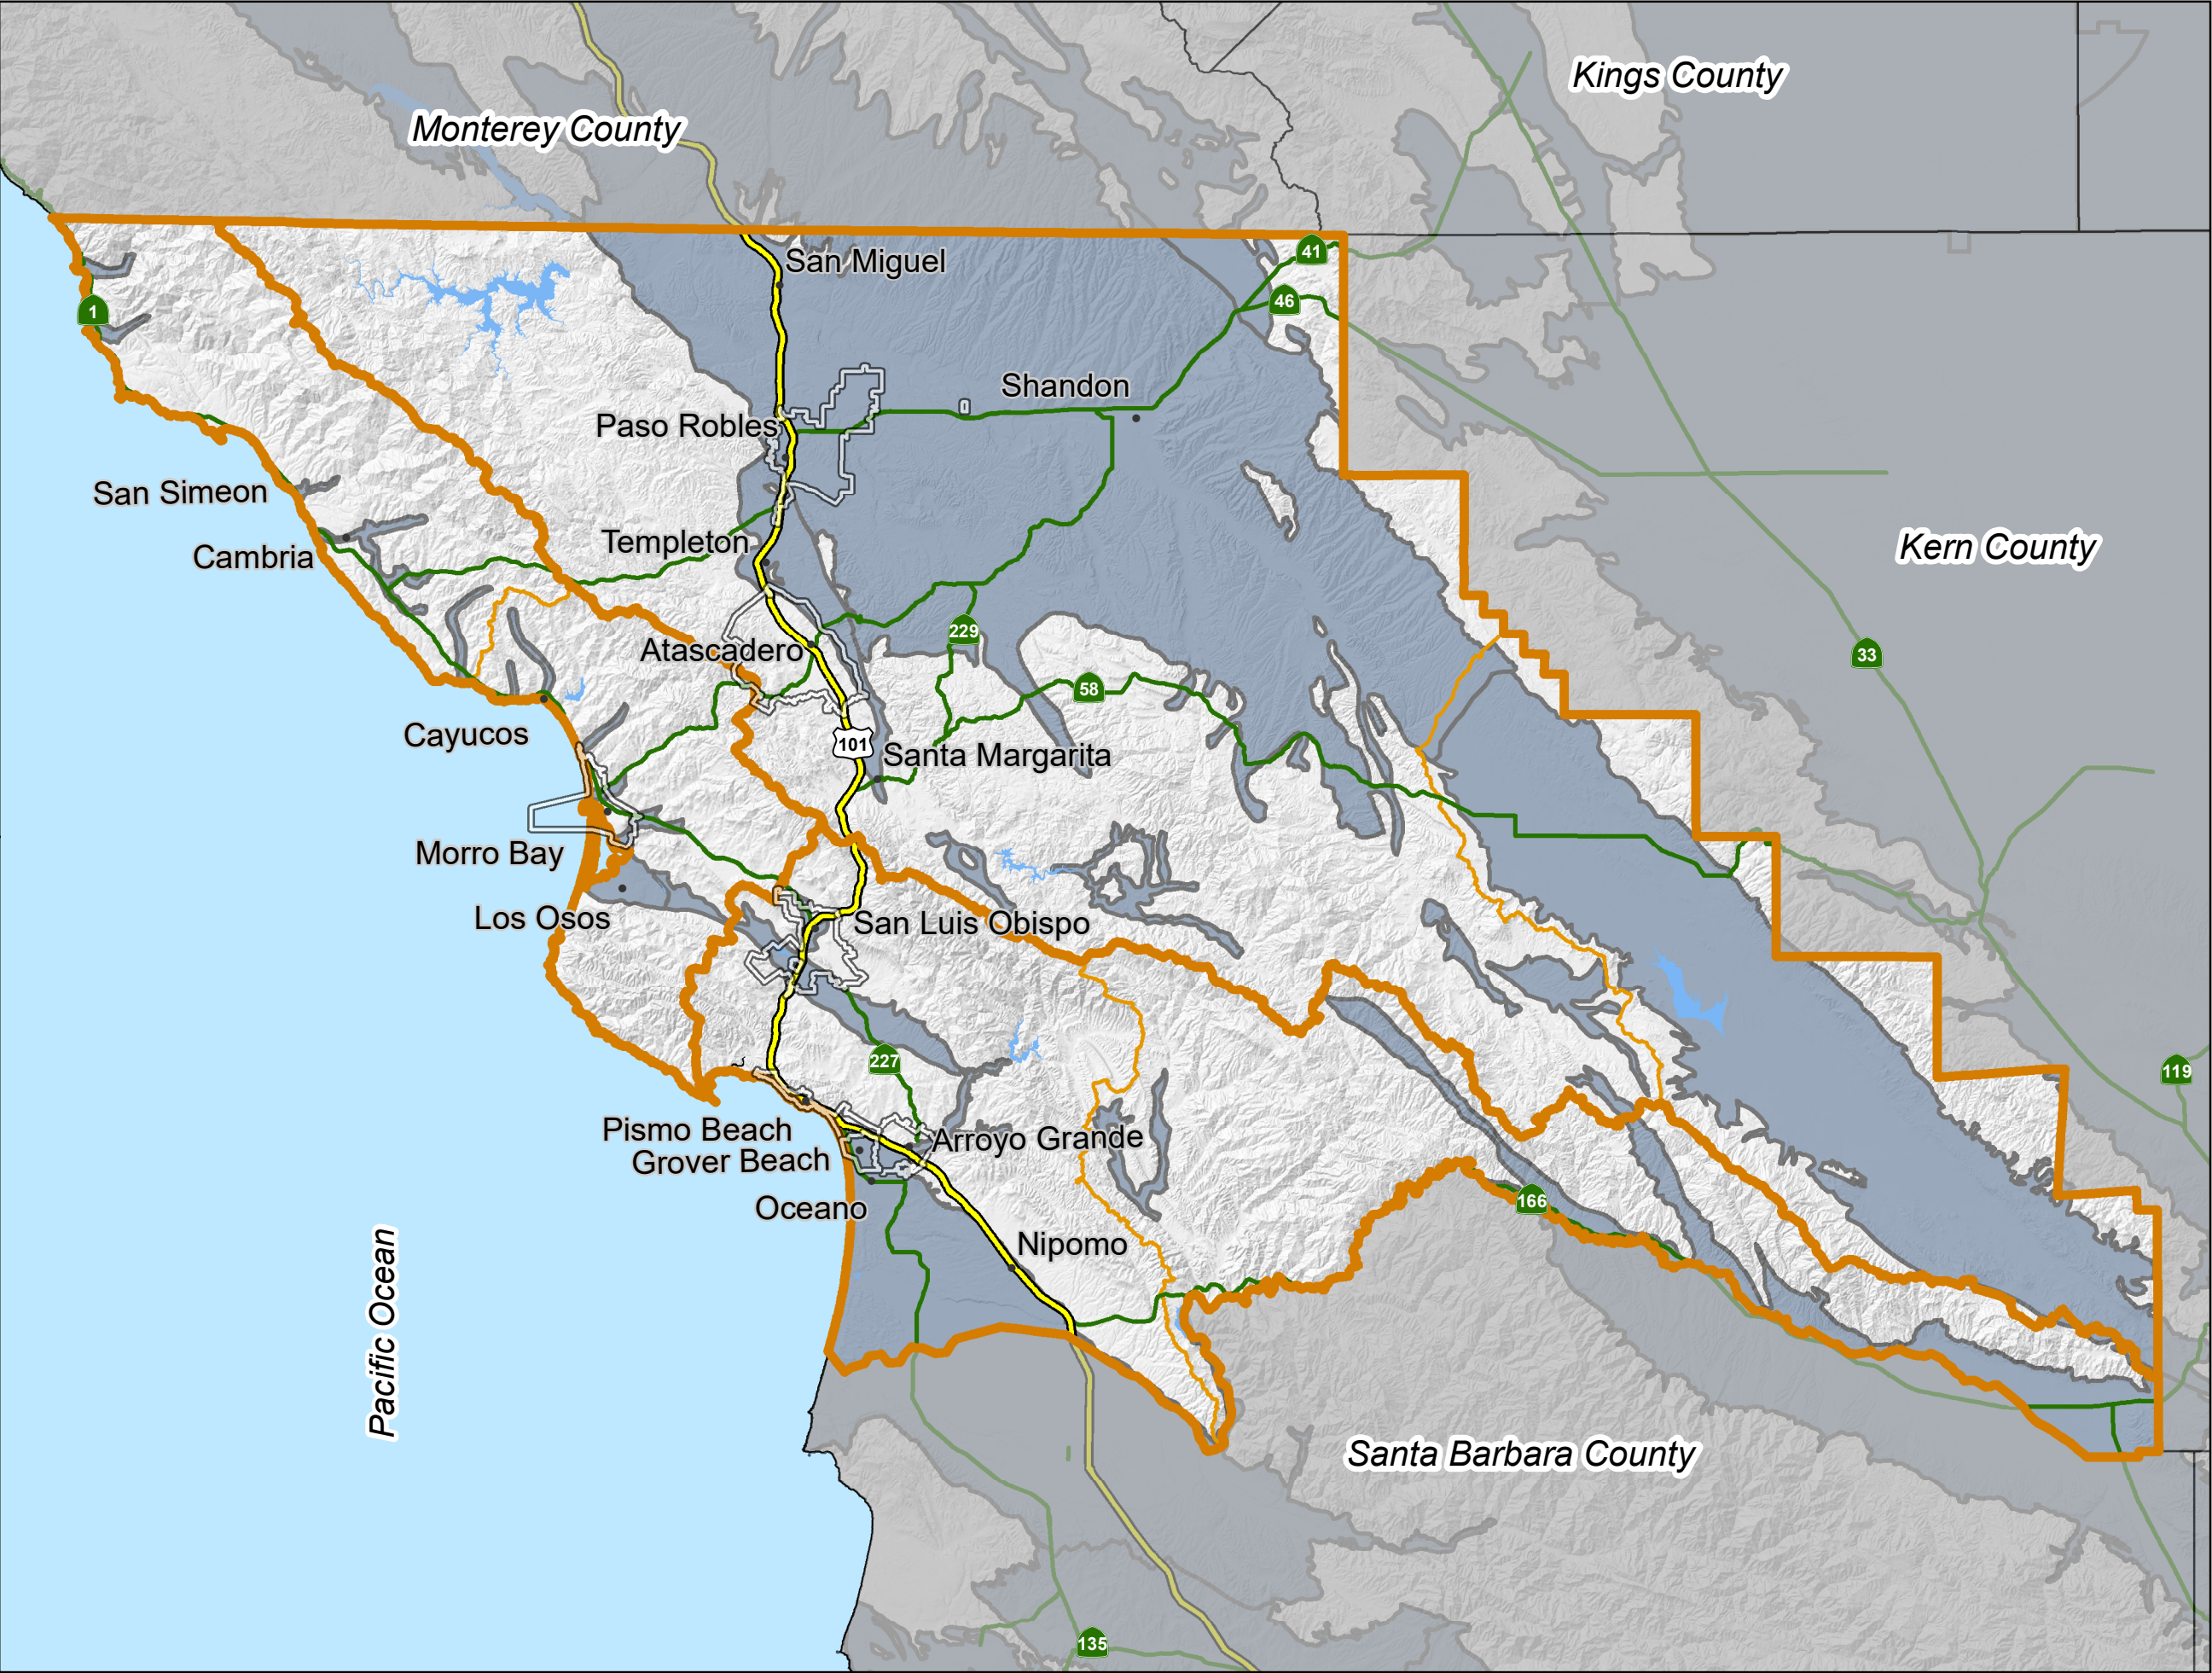 Kings County
Monterey County
41
San Miguel
46
1
Shandon
Paso Robles
San Simeon
Templeton
Kern County
Cambria
229
Atascadero
33
58
Cayucos
101
Santa Margarita
Morro Bay
Los Osos
San Luis Obispo
227
119
Pismo Beach
Arroyo Grande
Grover Beach
166
Oceano
Nipomo
Pacific Ocean
Santa Barbara County
135